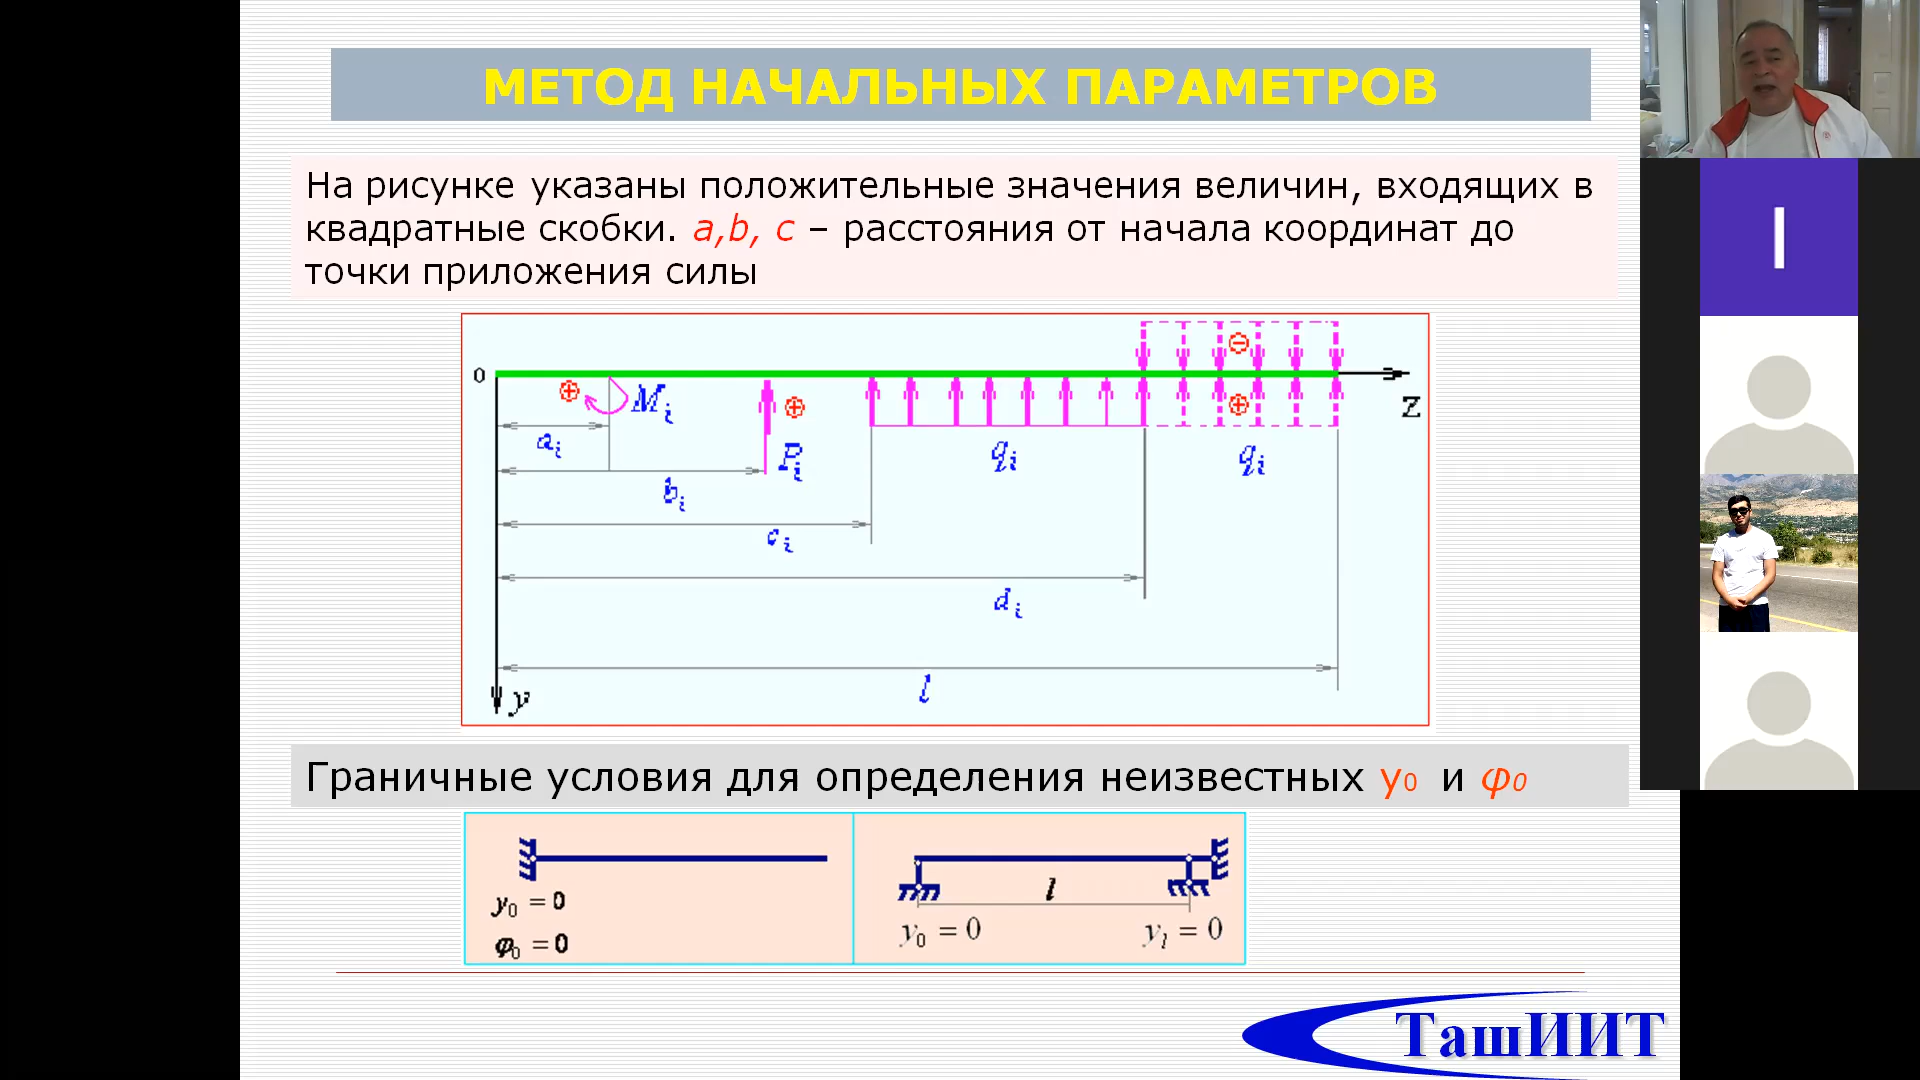 МЕТОД НАЧАЛЬНЫХ ПАРАМЕТРОВ
На рисунке указаны положительные значения величин, входящих в
квадратные скобки. a,b, c – расстояния от начала координат до
точки приложения силы
0
z
y
Mi
ai
Pi
bi
qi
qi
ci
di
l
Граничные условия для определения неизвестных y0 и φ0
y0 = 0
φ0 = 0
l
y0 = 0
yl = 0
ТашИИТ
I